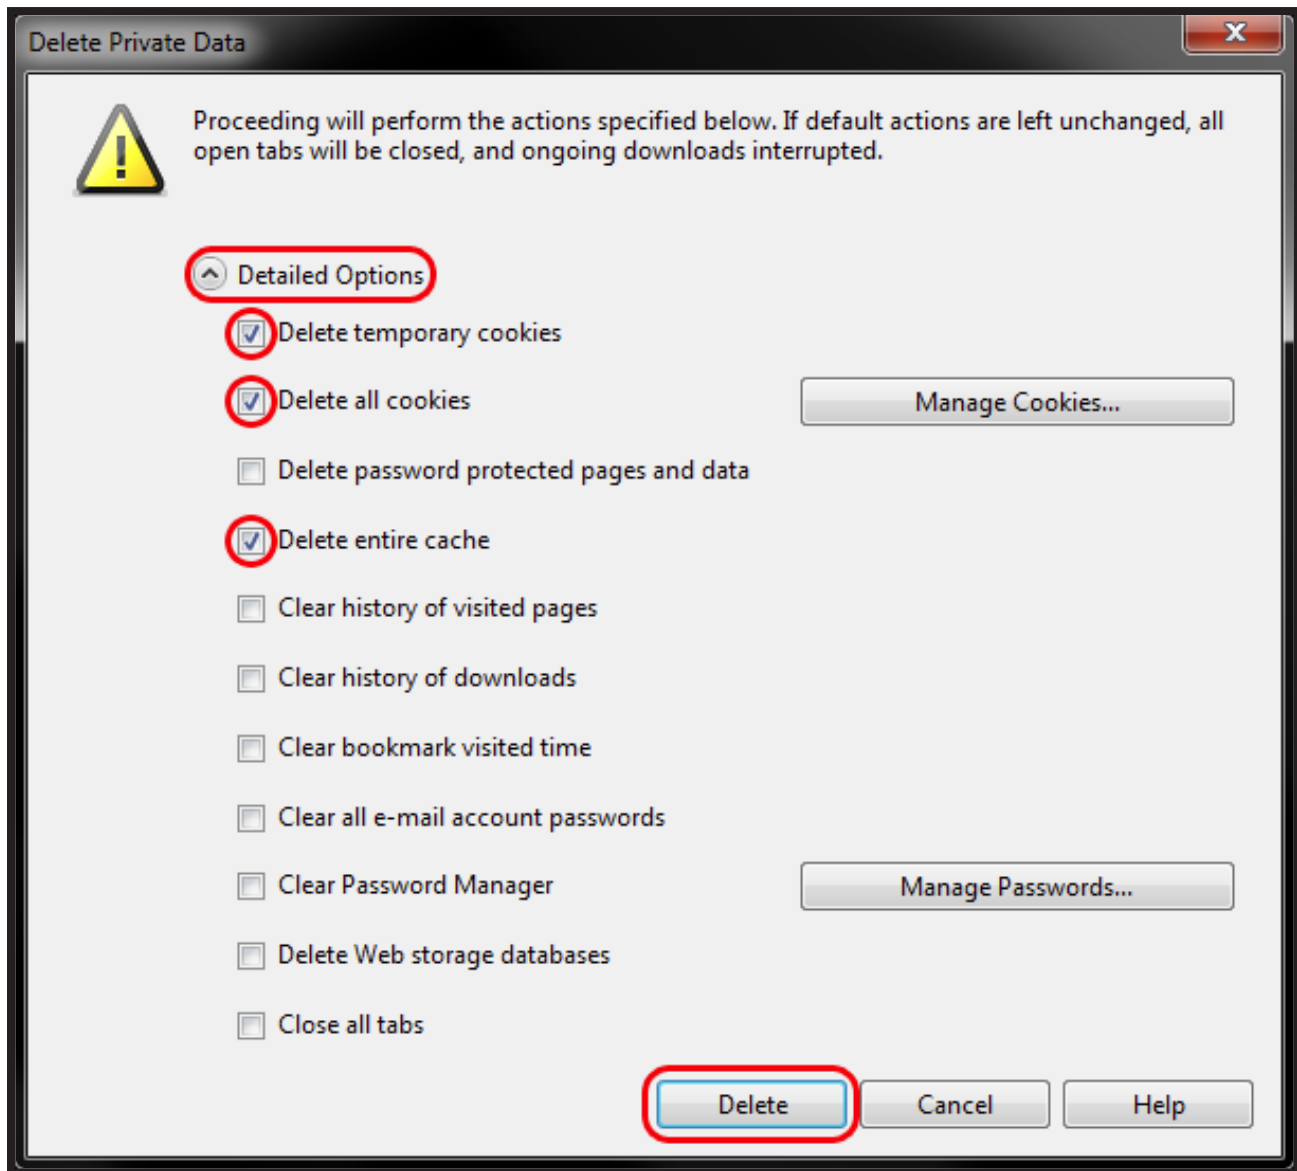 Delete Private Data
Proceeding will perform the actions specified below. If default actions are left unchanged, all
open tabs will be closed, and ongoing downloads interrupted.
Detailed Options
Delete temporary cookies
Delete all cookies
Manage Cookies...
Delete password protected pages and data
Delete entire cache
Clear history of visited pages
Clear history of downloads
Clear bookmark visited time
Clear all e-mail account passwords
Clear Password Manager
Manage Passwords...
Delete Web storage databases
Close all tabs
Delete
Cancel
Help